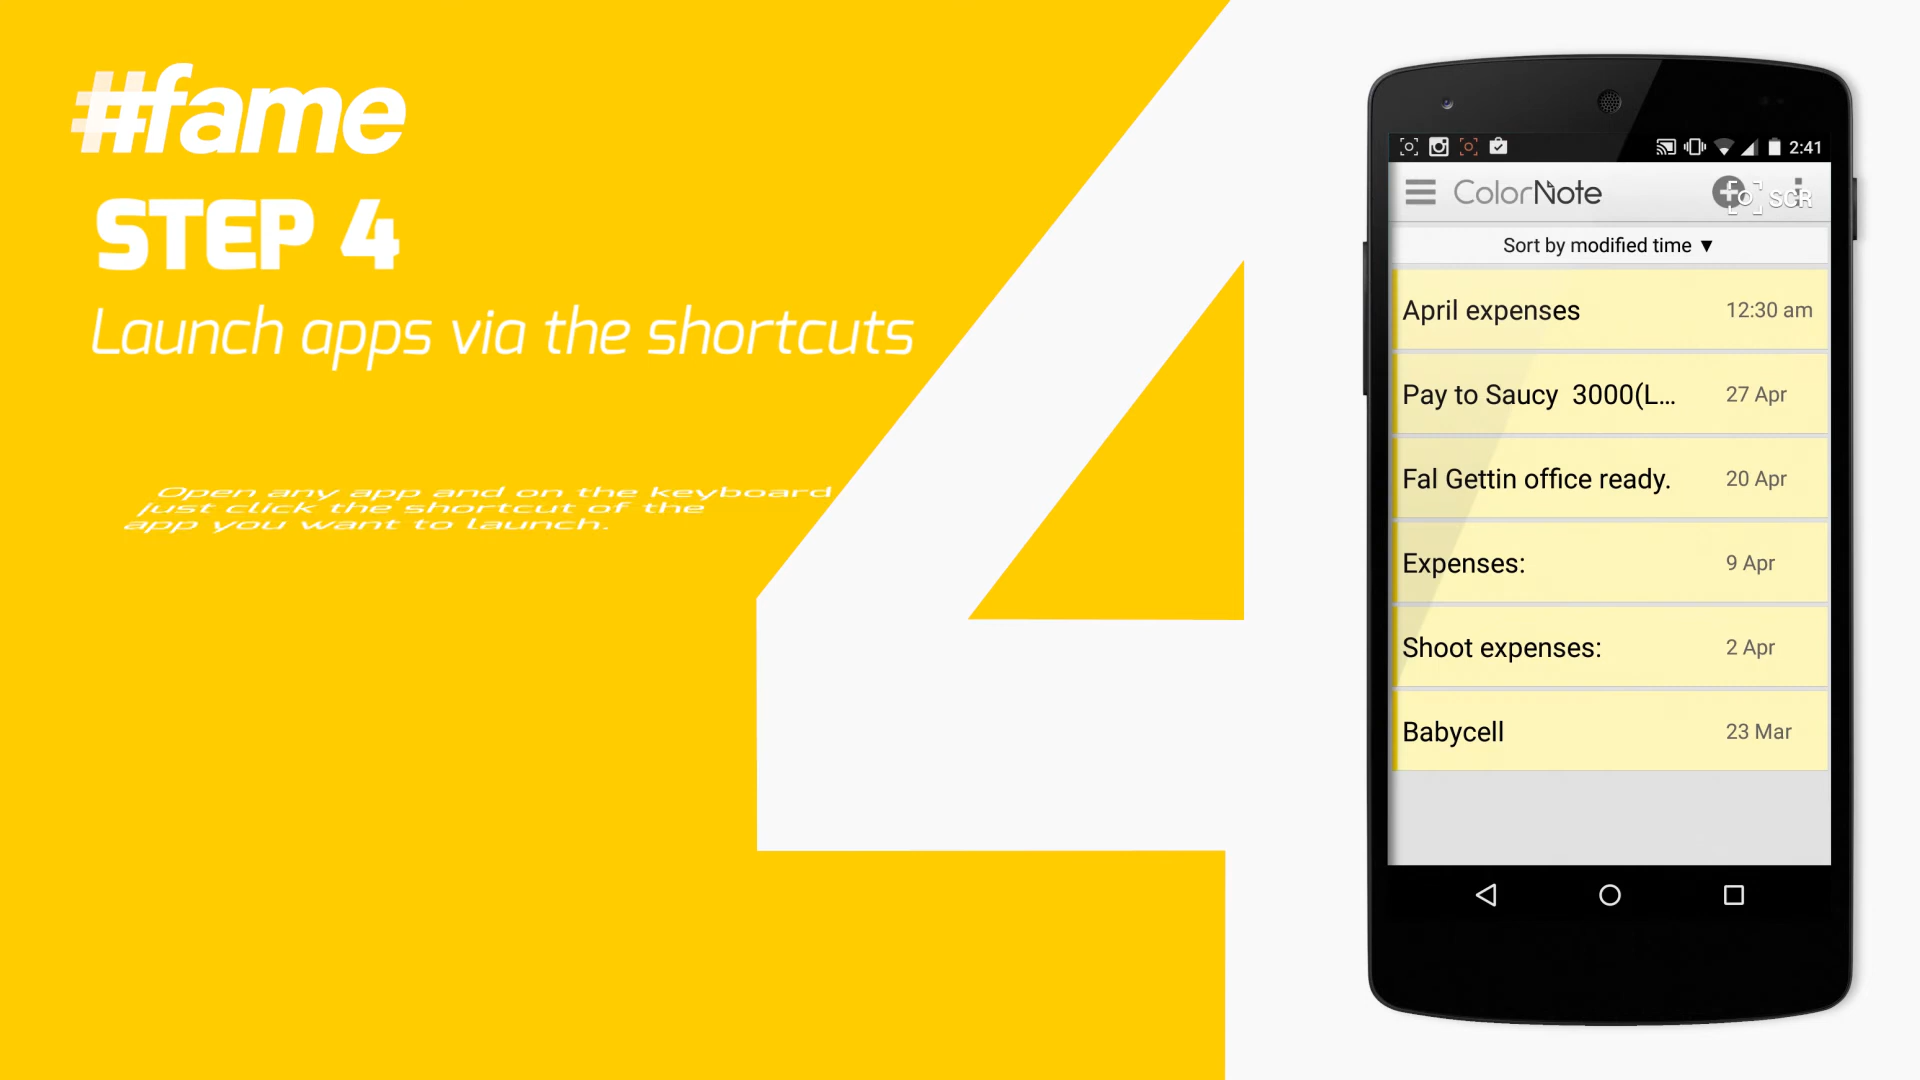 #fame
STEP 4
Launch apps via the shortcuts
Open any app and on the keyboard
just click the shortcut of the
app you want to launch.
2:41
ColorNote
SCR
Sort by modified time ▼
April expenses 12:30 am
Pay to Saucy 3000(L... 27 Apr
Fal Gettin office ready. 20 Apr
Expenses: 9 Apr
Shoot expenses: 2 Apr
Babycell 23 Mar